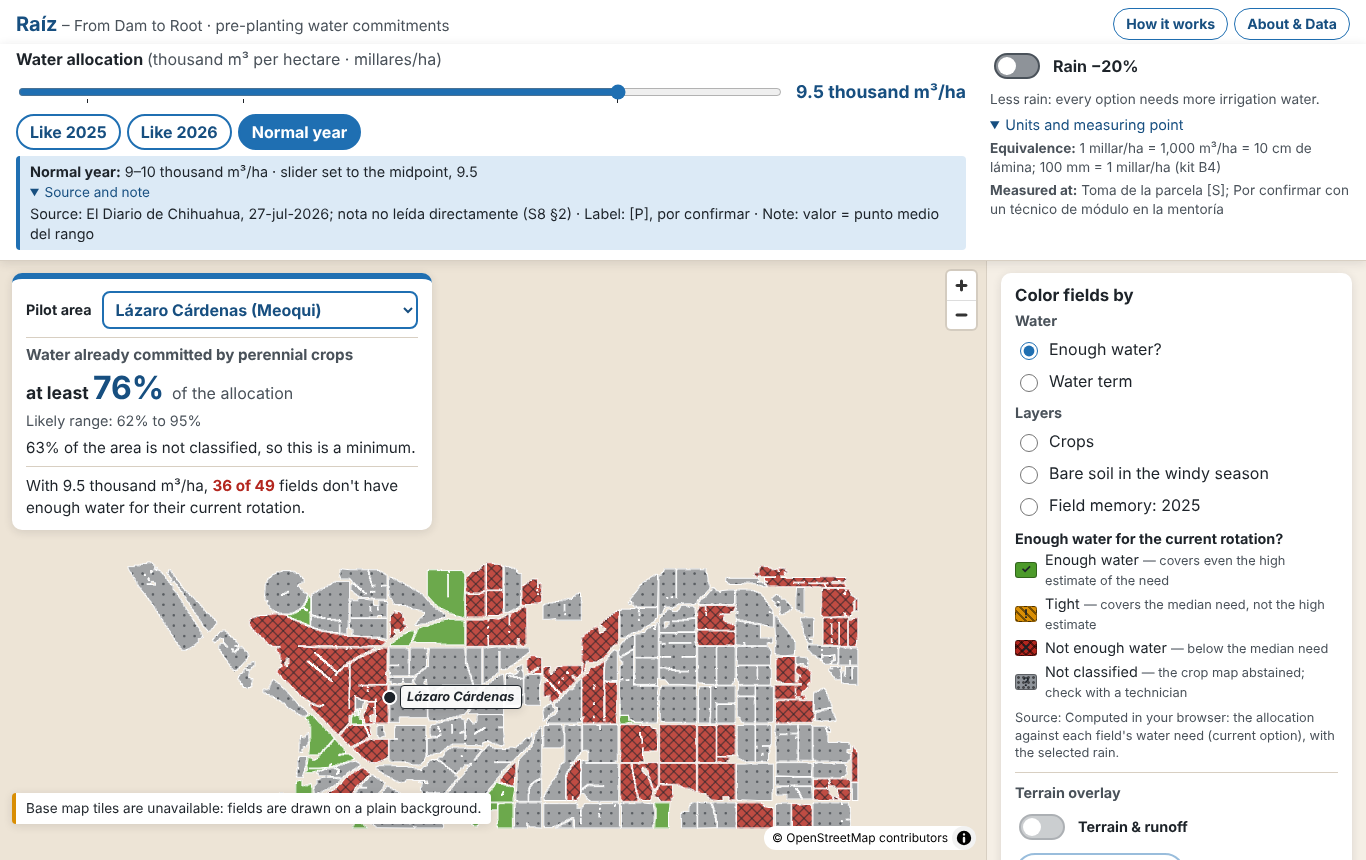 Raíz – From Dam to Root · pre-planting water commitments
How it works
About & Data
Water allocation (thousand m³ per hectare · millares/ha)
9.5 thousand m³/ha
Like 2025
Like 2026
Normal year
Normal year: 9–10 thousand m³/ha · slider set to the midpoint, 9.5
▼ Source and note
Source: El Diario de Chihuahua, 27-jul-2026; nota no leída directamente (S8 §2) · Label: [P], por confirmar · Note: valor = punto medio
del rango
Rain −20%
Less rain: every option needs more irrigation water.
▼ Units and measuring point
Equivalence: 1 millar/ha = 1,000 m³/ha = 10 cm de
lámina; 100 mm = 1 millar/ha (kit B4)
Measured at: Toma de la parcela [S]; Por confirmar con
un técnico de módulo en la mentoría
Pilot area
Lázaro Cárdenas (Meoqui)
Water already committed by perennial crops
at least 76% of the allocation
Likely range: 62% to 95%
63% of the area is not classified, so this is a minimum.
With 9.5 thousand m³/ha, 36 of 49 fields don't have
enough water for their current rotation.
+
−
Lázaro Cárdenas
Base map tiles are unavailable: fields are drawn on a plain background.
© OpenStreetMap contributors
Color fields by
Water
Enough water?
Water term
Layers
Crops
Bare soil in the windy season
Field memory: 2025
Enough water for the current rotation?
Enough water — covers even the high
estimate of the need
Tight — covers the median need, not the high
estimate
Not enough water — below the median need
Not classified — the crop map abstained;
check with a technician
Source: Computed in your browser: the allocation
against each field's water need (current option), with
the selected rain.
Terrain overlay
Terrain & runoff